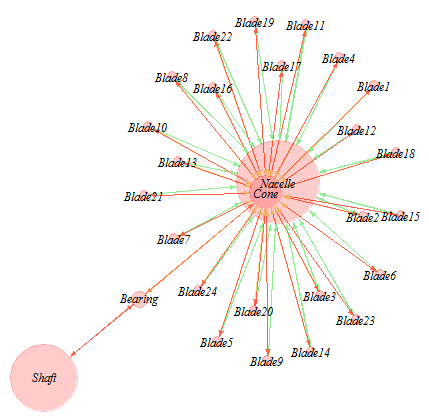 Blade19
Blade11
Blade22
Blade4
Blade17
Blade8
Blade16
Blade1
Blade10
Blade12
Blade13
Blade18
Nacelle
Cone
Blade21
Blade2
Blade15
Blade7
Blade6
Blade24
Blade3
Bearing
Blade20
Blade23
Blade5
Blade14
Blade9
Shaft